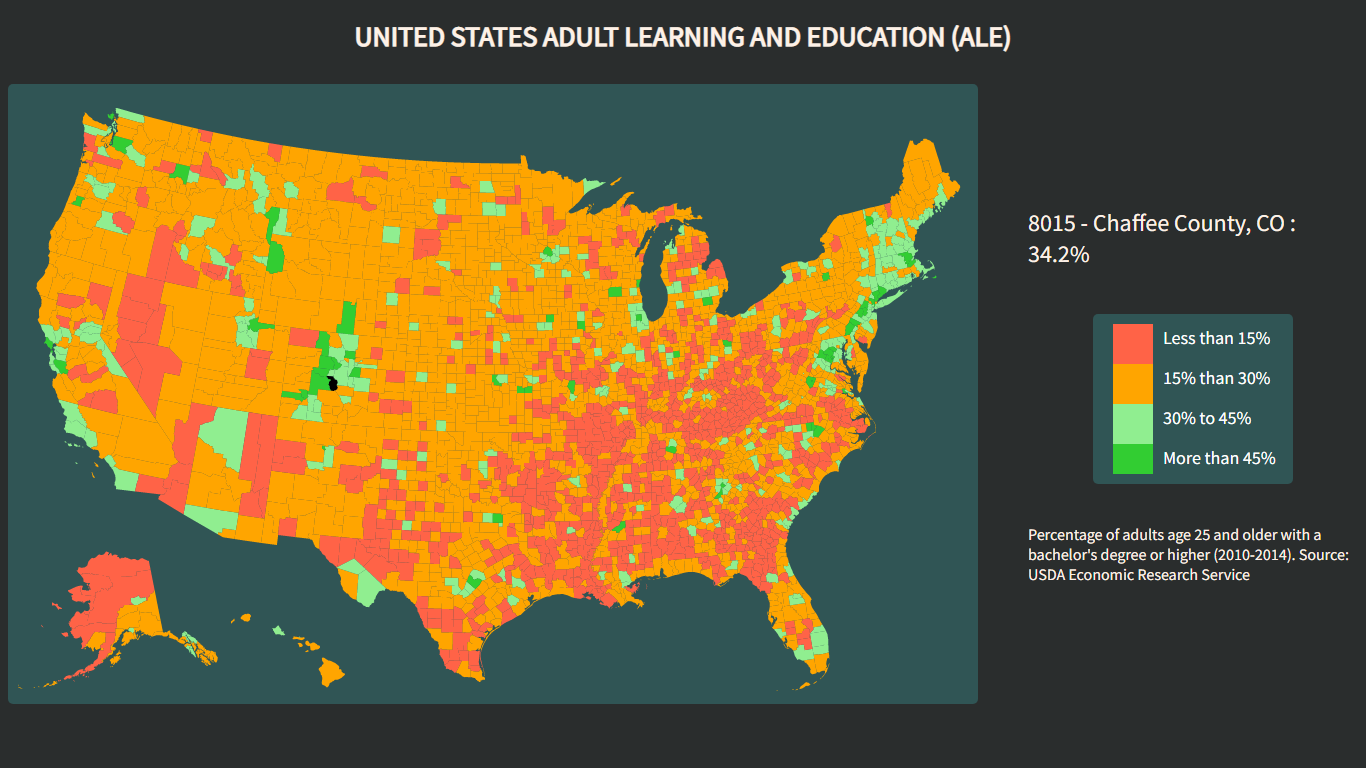 UNITED STATES ADULT LEARNING AND EDUCATION (ALE)
8015 - Chaffee County, CO :
34.2%
Less than 15%
15% than 30%
30% to 45%
More than 45%
Percentage of adults age 25 and older with a
bachelor's degree or higher (2010-2014). Source:
USDA Economic Research Service